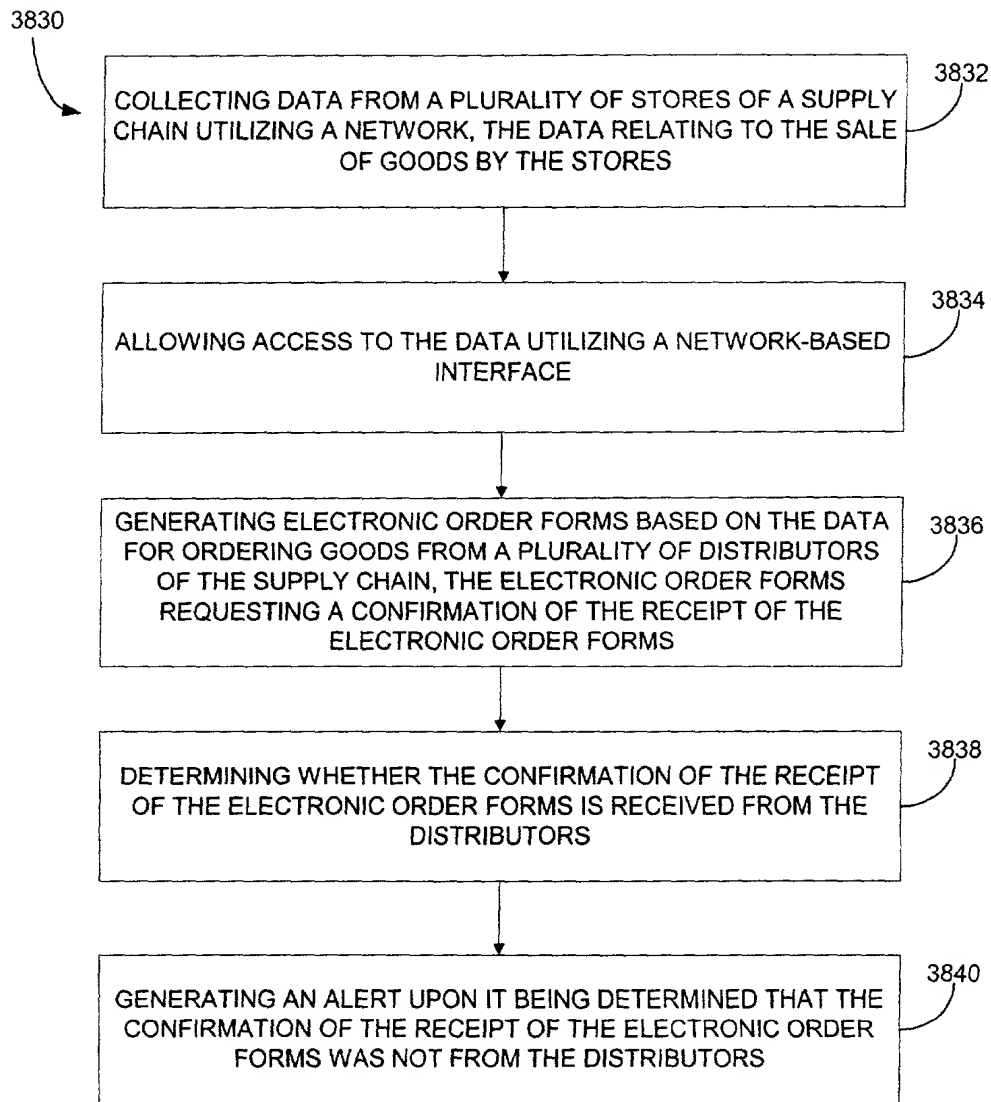 3830
COLLECTING DATA FROM A PLURALITY OF STORES OF A SUPPLY
CHAIN UTILIZING A NETWORK, THE DATA RELATING TO THE SALE
OF GOODS BY THE STORES
3832
ALLOWING ACCESS TO THE DATA UTILIZING A NETWORK-BASED
INTERFACE
3834
GENERATING ELECTRONIC ORDER FORMS BASED ON THE DATA
FOR ORDERING GOODS FROM A PLURALITY OF DISTRIBUTORS
OF THE SUPPLY CHAIN, THE ELECTRONIC ORDER FORMS
REQUESTING A CONFIRMATION OF THE RECEIPT OF THE
ELECTRONIC ORDER FORMS
3836
DETERMINING WHETHER THE CONFIRMATION OF THE RECEIPT
OF THE ELECTRONIC ORDER FORMS IS RECEIVED FROM THE
DISTRIBUTORS
3838
GENERATING AN ALERT UPON IT BEING DETERMINED THAT THE
CONFIRMATION OF THE RECEIPT OF THE ELECTRONIC ORDER
FORMS WAS NOT FROM THE DISTRIBUTORS
3840